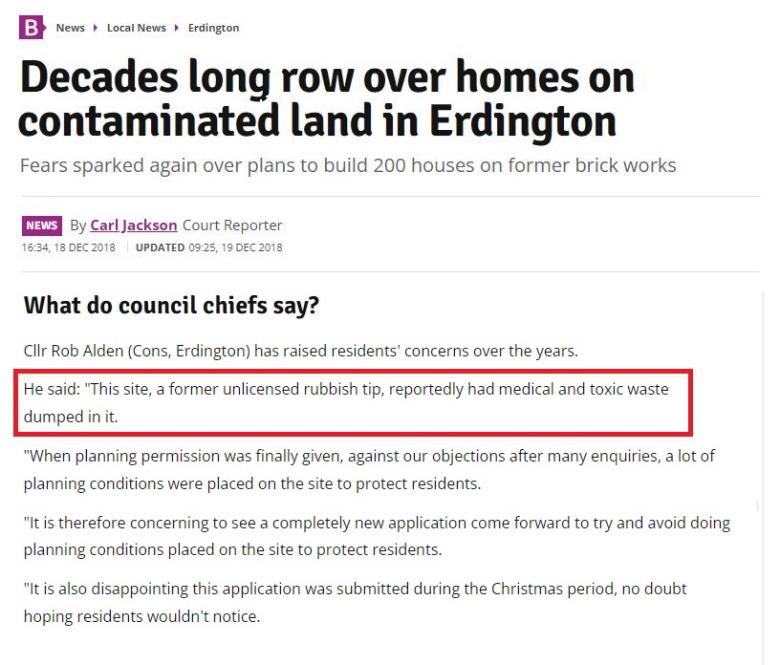 B News Local News Erdington
Decades long row over homes on
contaminated land in Erdington
Fears sparked again over plans to build 200 houses on former brick works
NEWS By Carl Jackson Court Reporter
16:34, 18 DEC 2018 | UPDATED 09:25, 19 DEC 2018
What do council chiefs say?
Cllr Rob Alden (Cons, Erdington) has raised residents' concerns over the years.
He said: "This site, a former unlicensed rubbish tip, reportedly had medical and toxic waste
dumped in it.
"When planning permission was finally given, against our objections after many enquiries, a lot of
planning conditions were placed on the site to protect residents.
"It is therefore concerning to see a completely new application come forward to try and avoid doing
planning conditions placed on the site to protect residents.
"It is also disappointing this application was submitted during the Christmas period, no doubt
hoping residents wouldn't notice.